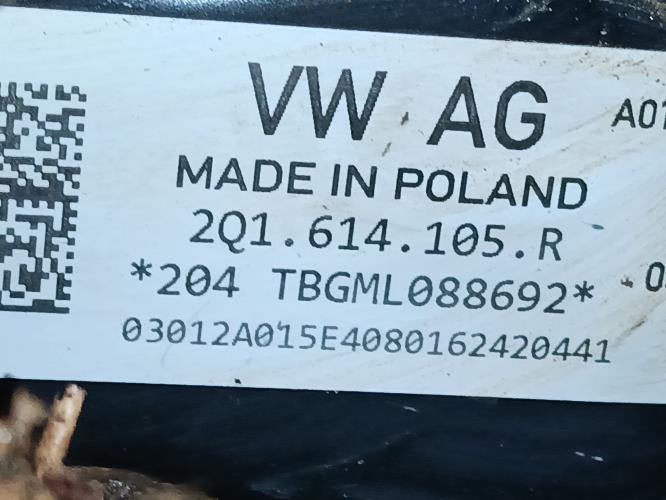 VW AG
MADE IN POLAND
2Q1.614.105.R
*204 TBGML088692*
03012A015E4080162420441